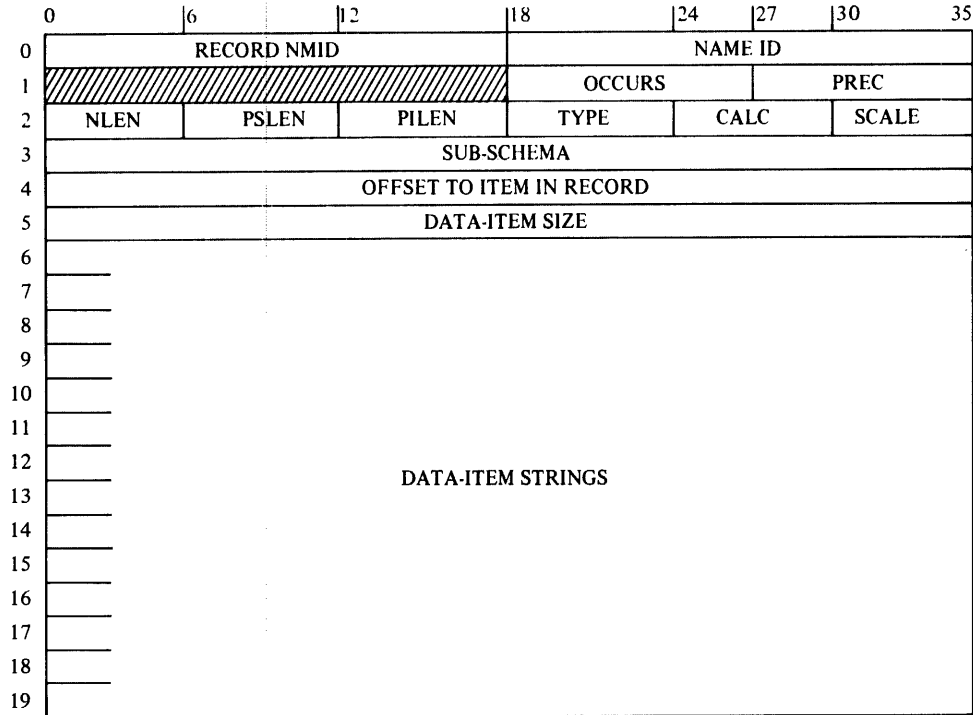 0 6 12 18 24 27 30 35
0 RECORD NMID NAME ID
1 OCCURS PREC
2 NLEN PSLEN PILEN TYPE CALC SCALE
3 SUB-SCHEMA
4 OFFSET TO ITEM IN RECORD
5 DATA-ITEM SIZE
6
7
8
9
10
11
12 DATA-ITEM STRINGS
13
14
15
16
17
18
19